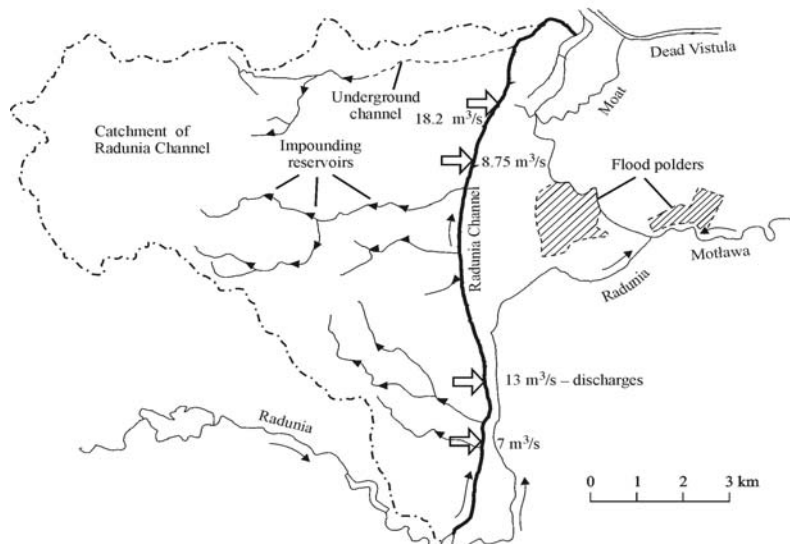 Dead Vistula
Moat
Underground
channel
18.2 m³/s
Catchment of
Radunia Channel
Impounding
reservoirs
8.75 m³/s
Flood polders
Radunia Channel
Motława
Radunia
13 m³/s – discharges
Radunia
7 m³/s
0 1 2 3 km